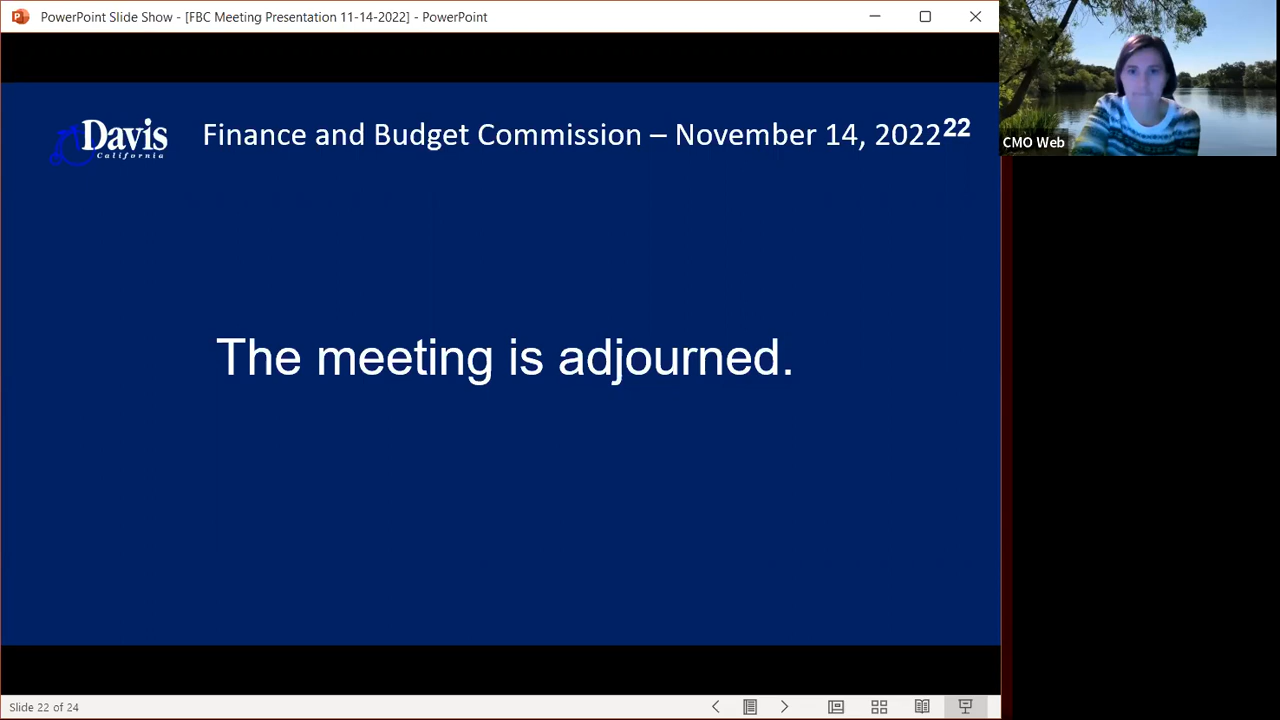 PowerPoint Slide Show - [FBC Meeting Presentation 11-14-2022] - PowerPoint
Davis
California
Finance and Budget Commission – November 14, 2022
22
CMO Web
The meeting is adjourned.
Slide 22 of 24